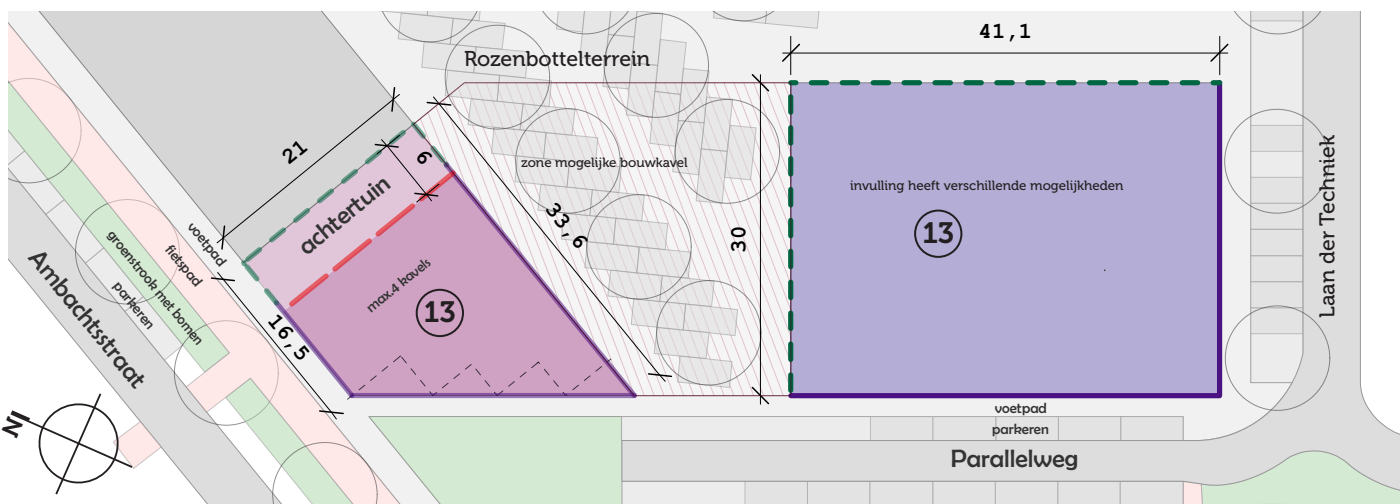 41,1
Rozenbottelterrein
21
6
zone mogelijke bouwkavel
achtertuin
33,6
30
invulling heeft verschillende mogelijkheden
13
Laan der Techniek
voetpad
fietspad
groenstrook met bomen
parkeren
Ambachtsstraat
max.4 kavels
13
16,5
N
voetpad
parkeren
Parallelweg